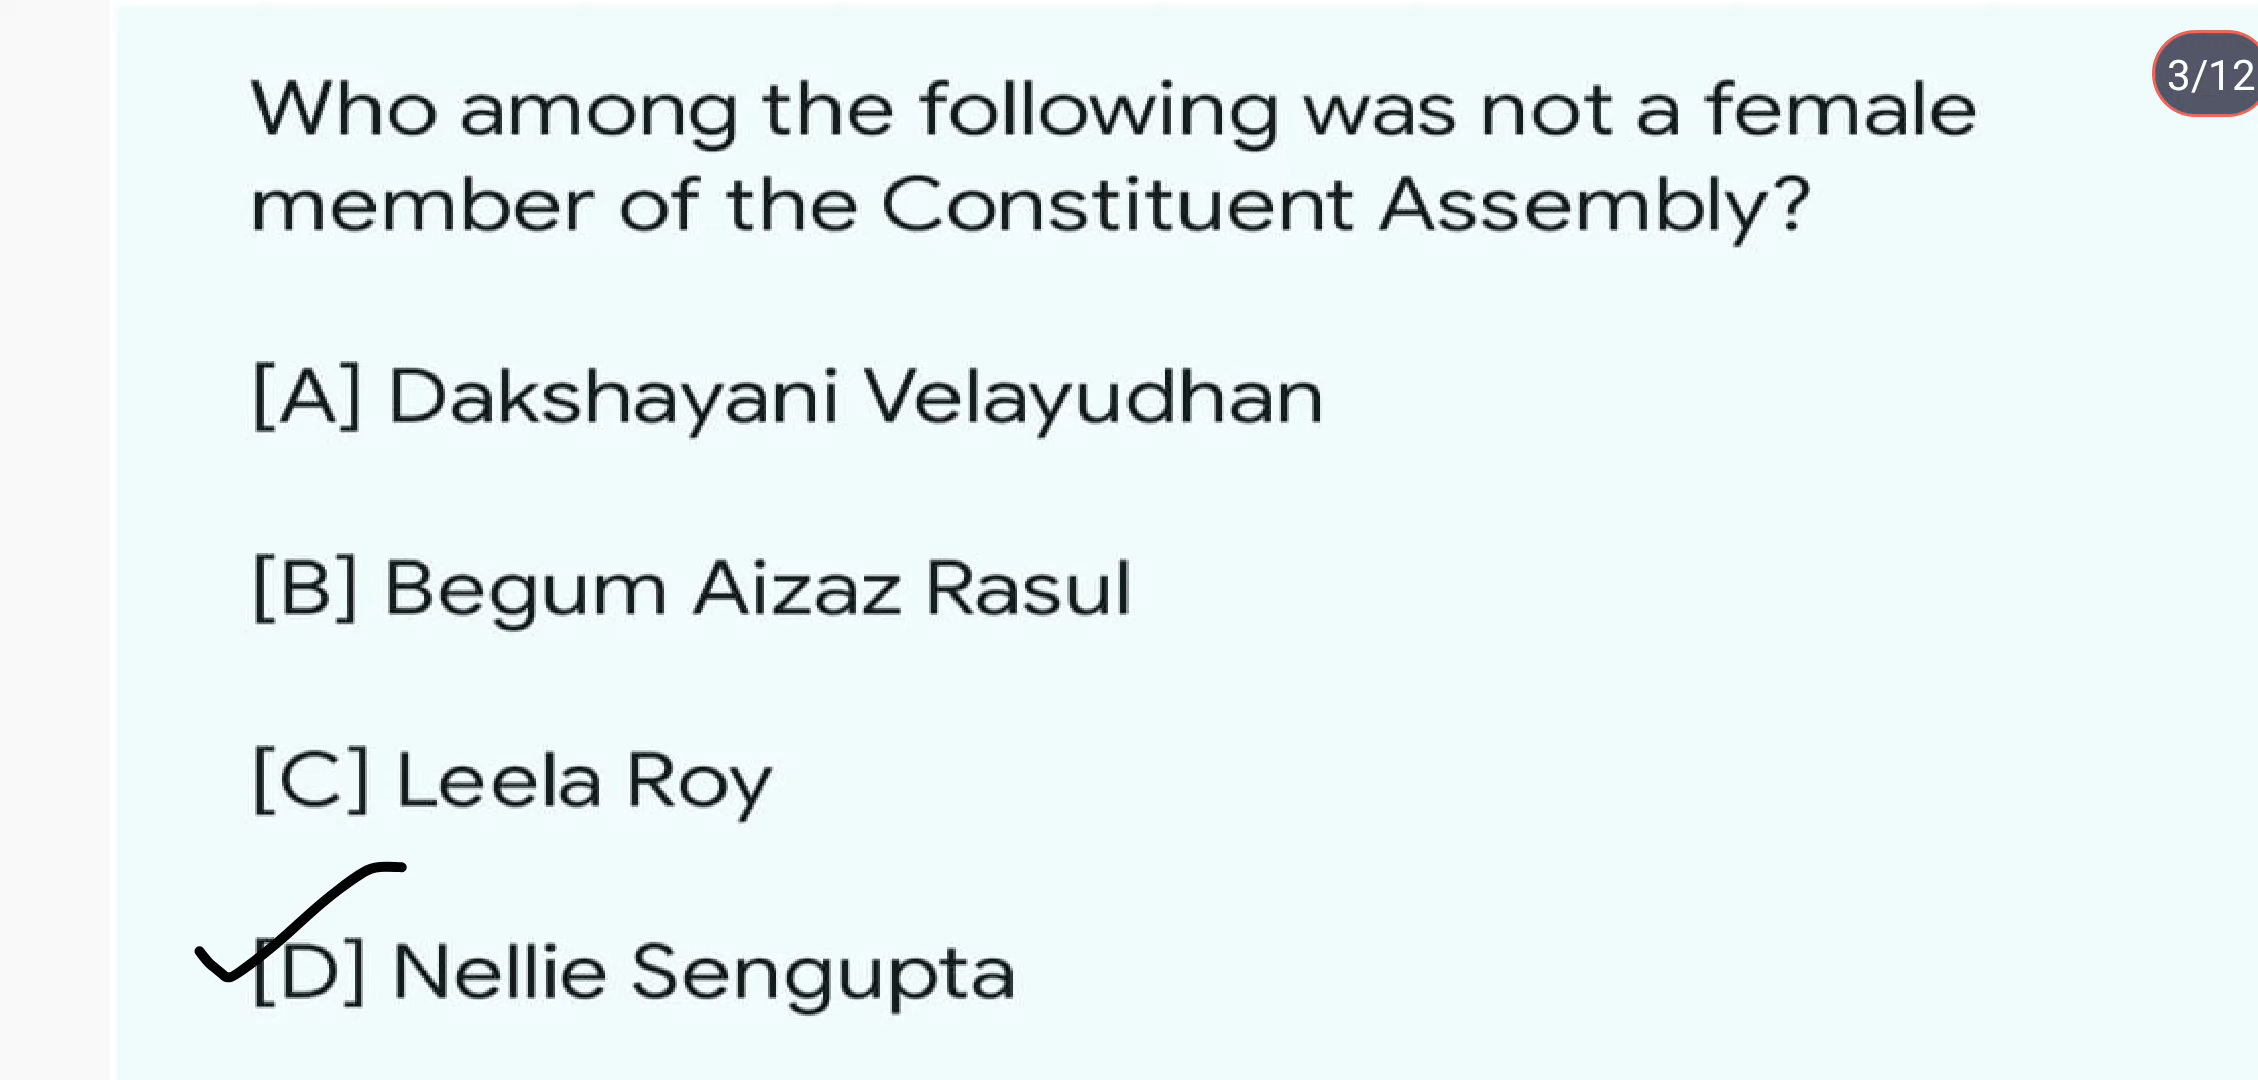 Who among the following was not a female
3/12
member of the Constituent Assembly?
[A] Dakshayani Velayudhan
[B] Begum Aizaz Rasul
[C] Leela Roy
[D] Nellie Sengupta